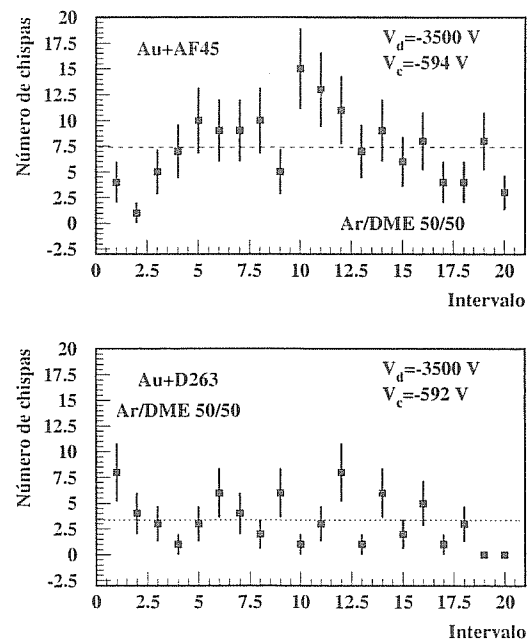 Número de chispas
20
17.5
15
12.5
10
7.5
5
2.5
0
-2.5
Au+AF45
V_d=-3500 V
V_c=-594 V
Ar/DME 50/50
0 2.5 5 7.5 10 12.5 15 17.5 20
Intervalo
Número de chispas
20
17.5
15
12.5
10
7.5
5
2.5
0
-2.5
Au+D263
Ar/DME 50/50
V_d=-3500 V
V_c=-592 V
0 2.5 5 7.5 10 12.5 15 17.5 20
Intervalo